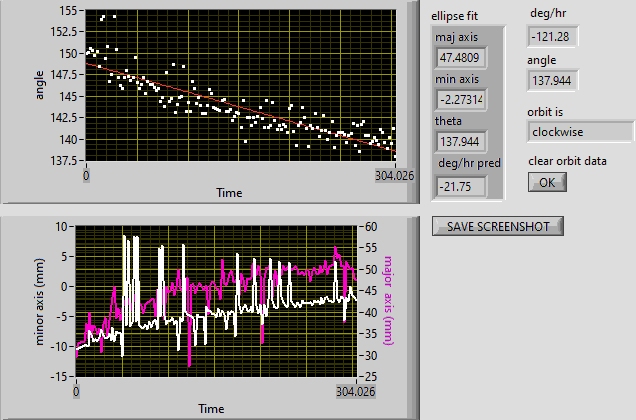 155
152.5
150
147.5
145
142.5
140
137.5
angle
0
304.026
Time
ellipse fit
maj axis
47.4809
min axis
-2.27314
theta
137.944
deg/hr pred
-21.75
deg/hr
-121.28
angle
137.944
orbit is
clockwise
clear orbit data
OK
SAVE SCREENSHOT
10
5
0
-5
-10
-15
minor axis (mm)
60
55
50
45
40
35
30
25
major axis (mm)
0
304.026
Time